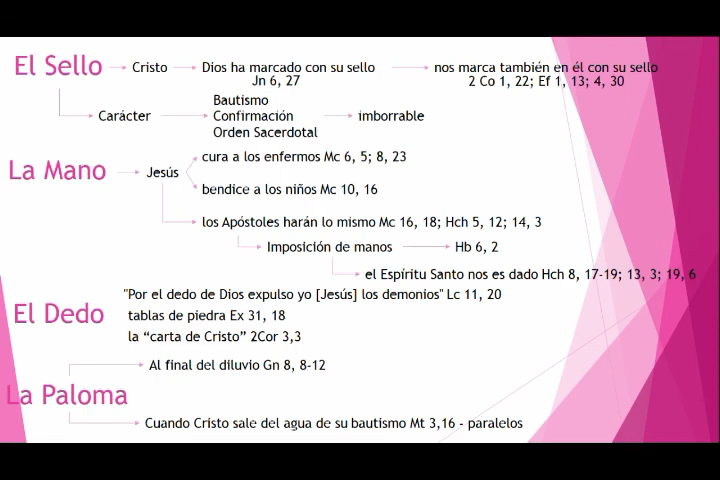 El Sello
Cristo
Dios ha marcado con su sello
Jn 6, 27
nos marca también en él con su sello
2 Co 1, 22; Ef 1, 13; 4, 30
Carácter
Bautismo
Confirmación
Orden Sacerdotal
imborrable
La Mano
Jesús
cura a los enfermos Mc 6, 5; 8, 23
bendice a los niños Mc 10, 16
los Apóstoles harán lo mismo Mc 16, 18; Hch 5, 12; 14, 3
Imposición de manos
Hb 6, 2
el Espíritu Santo nos es dado Hch 8, 17-19; 13, 3; 19, 6
El Dedo
"Por el dedo de Dios expulso yo [Jesús] los demonios" Lc 11, 20
tablas de piedra Ex 31, 18
la “carta de Cristo” 2Cor 3,3
La Paloma
Al final del diluvio Gn 8, 8-12
Cuando Cristo sale del agua de su bautismo Mt 3,16 - paralelos